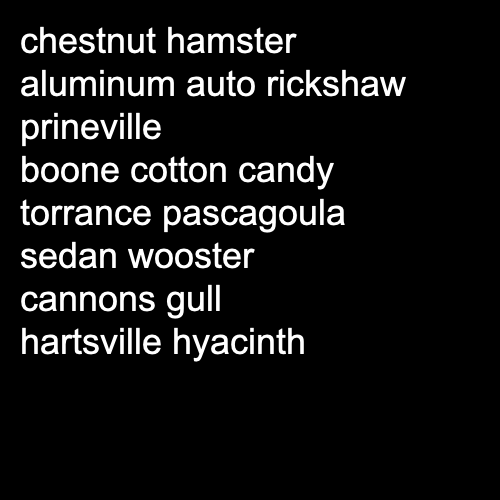 chestnut hamster
aluminum auto rickshaw
prineville
boone cotton candy
torrance pascagoula
sedan wooster
cannons gull
hartsville hyacinth